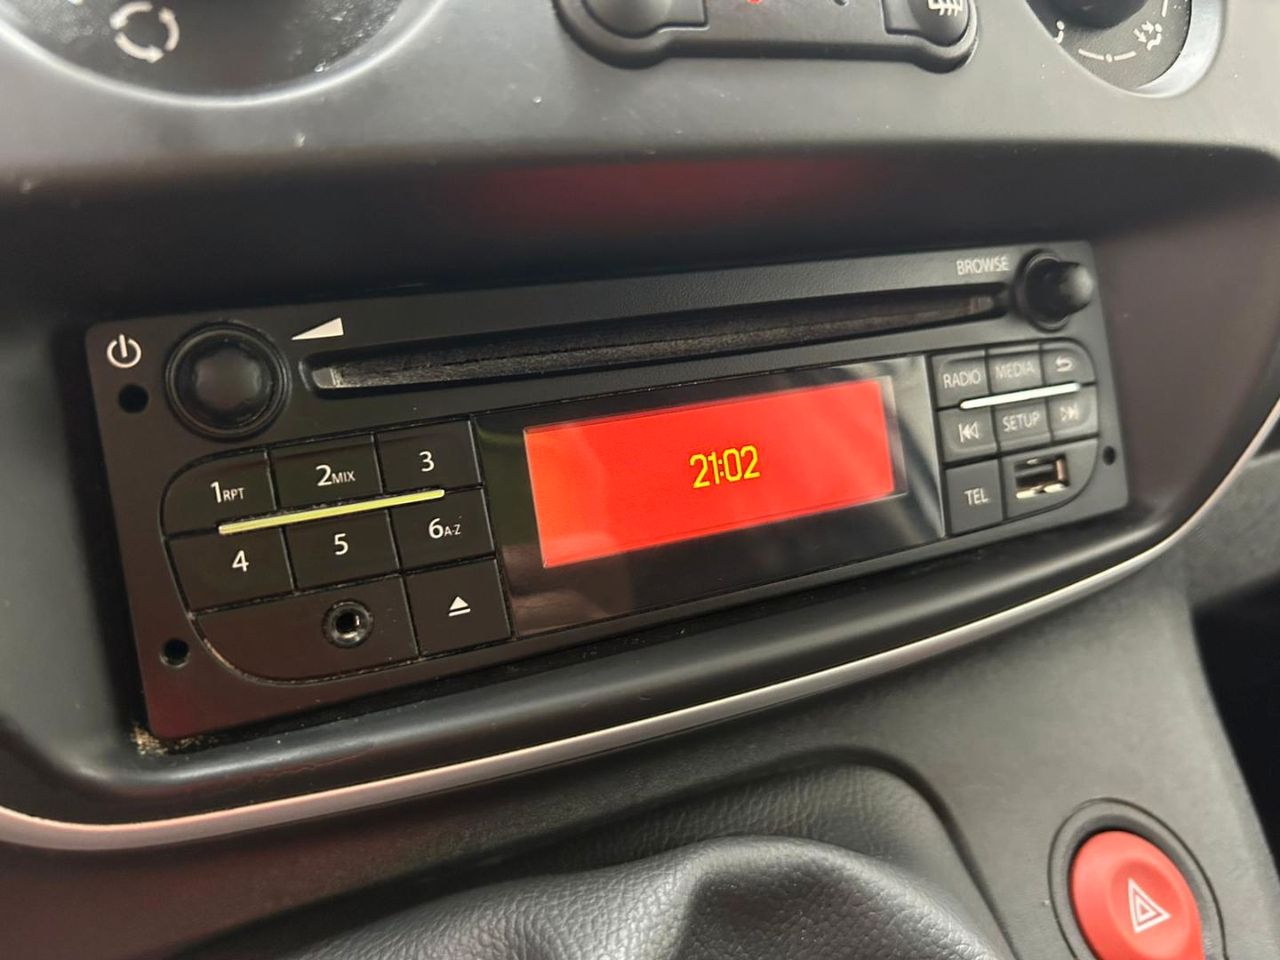 BROWSE
RADIO MEDIA
21:02
SETUP
1RPT 2MIX 3
4 5 6A-Z
TEL